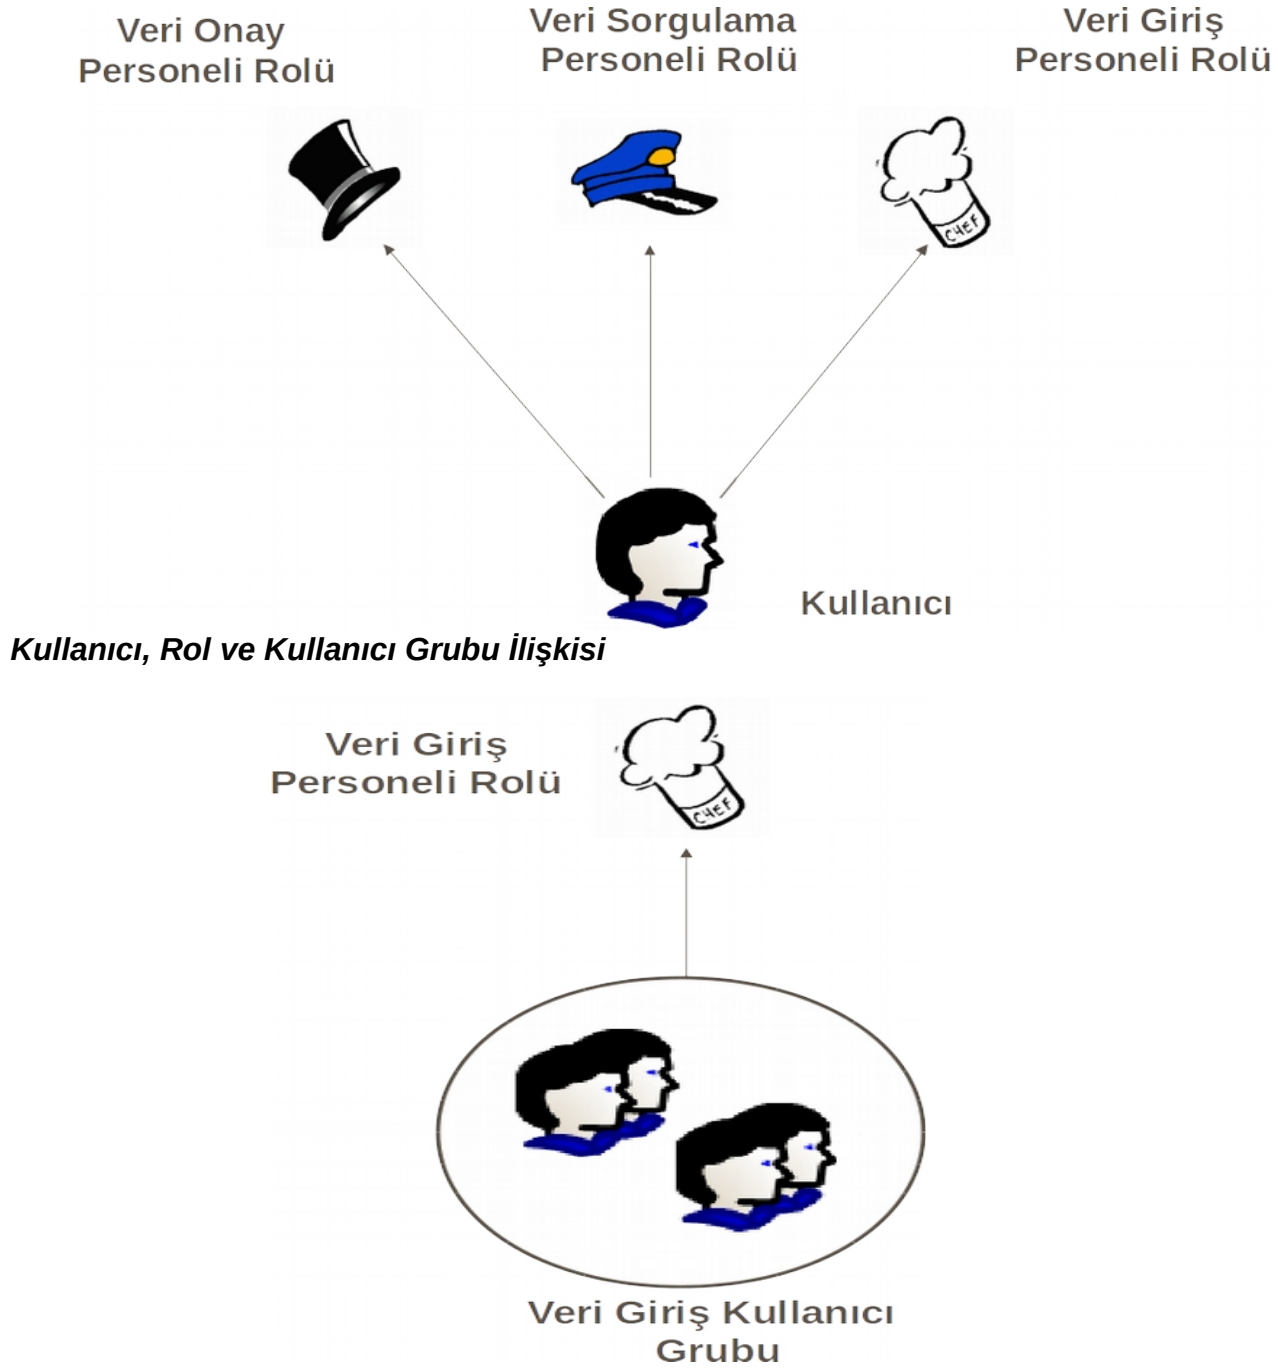 Veri Onay
Personeli Rolü
Veri Sorgulama
Personeli Rolü
Veri Giriş
Personeli Rolü
CHEF
Kullanıcı
Kullanıcı, Rol ve Kullanıcı Grubu İlişkisi
Veri Giriş
Personeli Rolü
CHEF
Veri Giriş Kullanıcı
Grubu